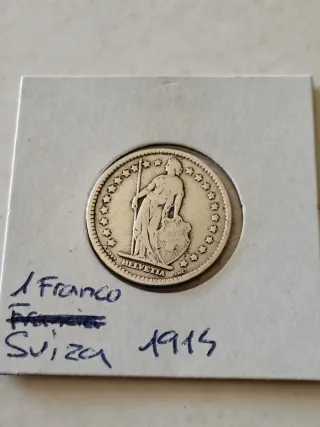 HELVETIA
1 Franco
Suiza 1914